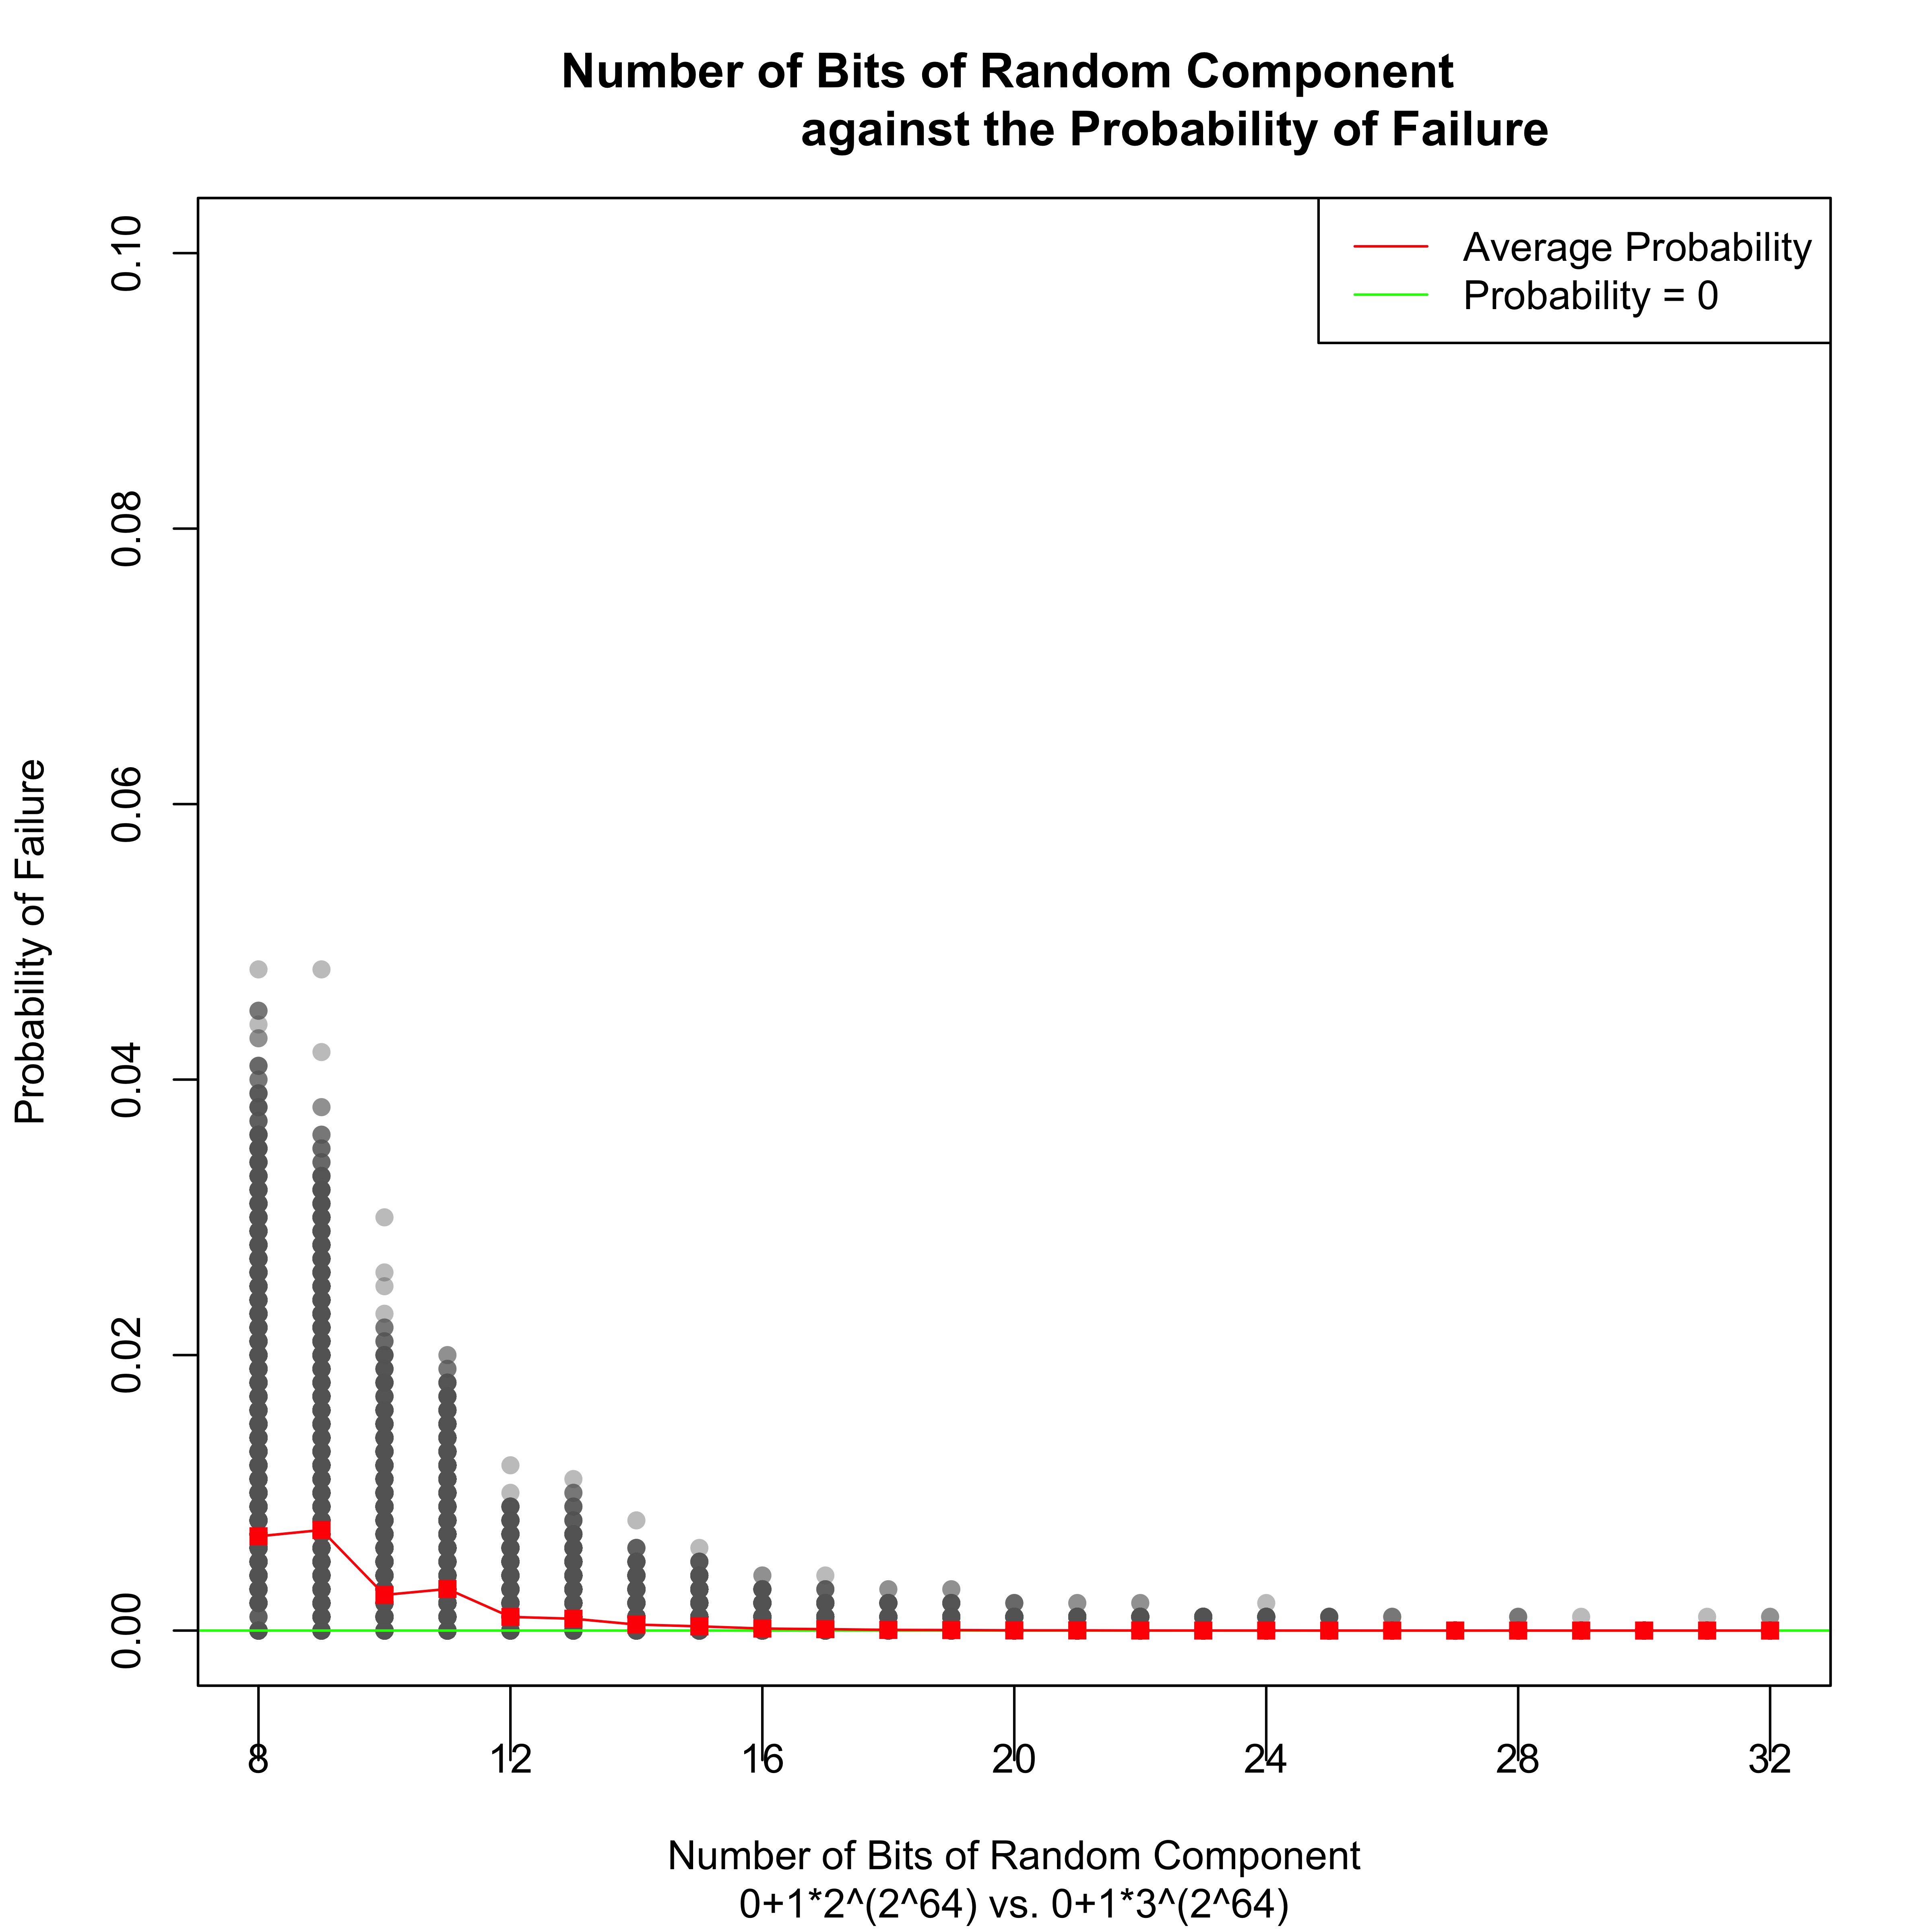 Number of Bits of Random Component
against the Probability of Failure
Average Probability
Probability = 0
0.10
0.08
0.06
0.04
0.02
0.00
Probability of Failure
8 12 16 20 24 28 32
Number of Bits of Random Component
0+1*2^(2^64) vs. 0+1*3^(2^64)